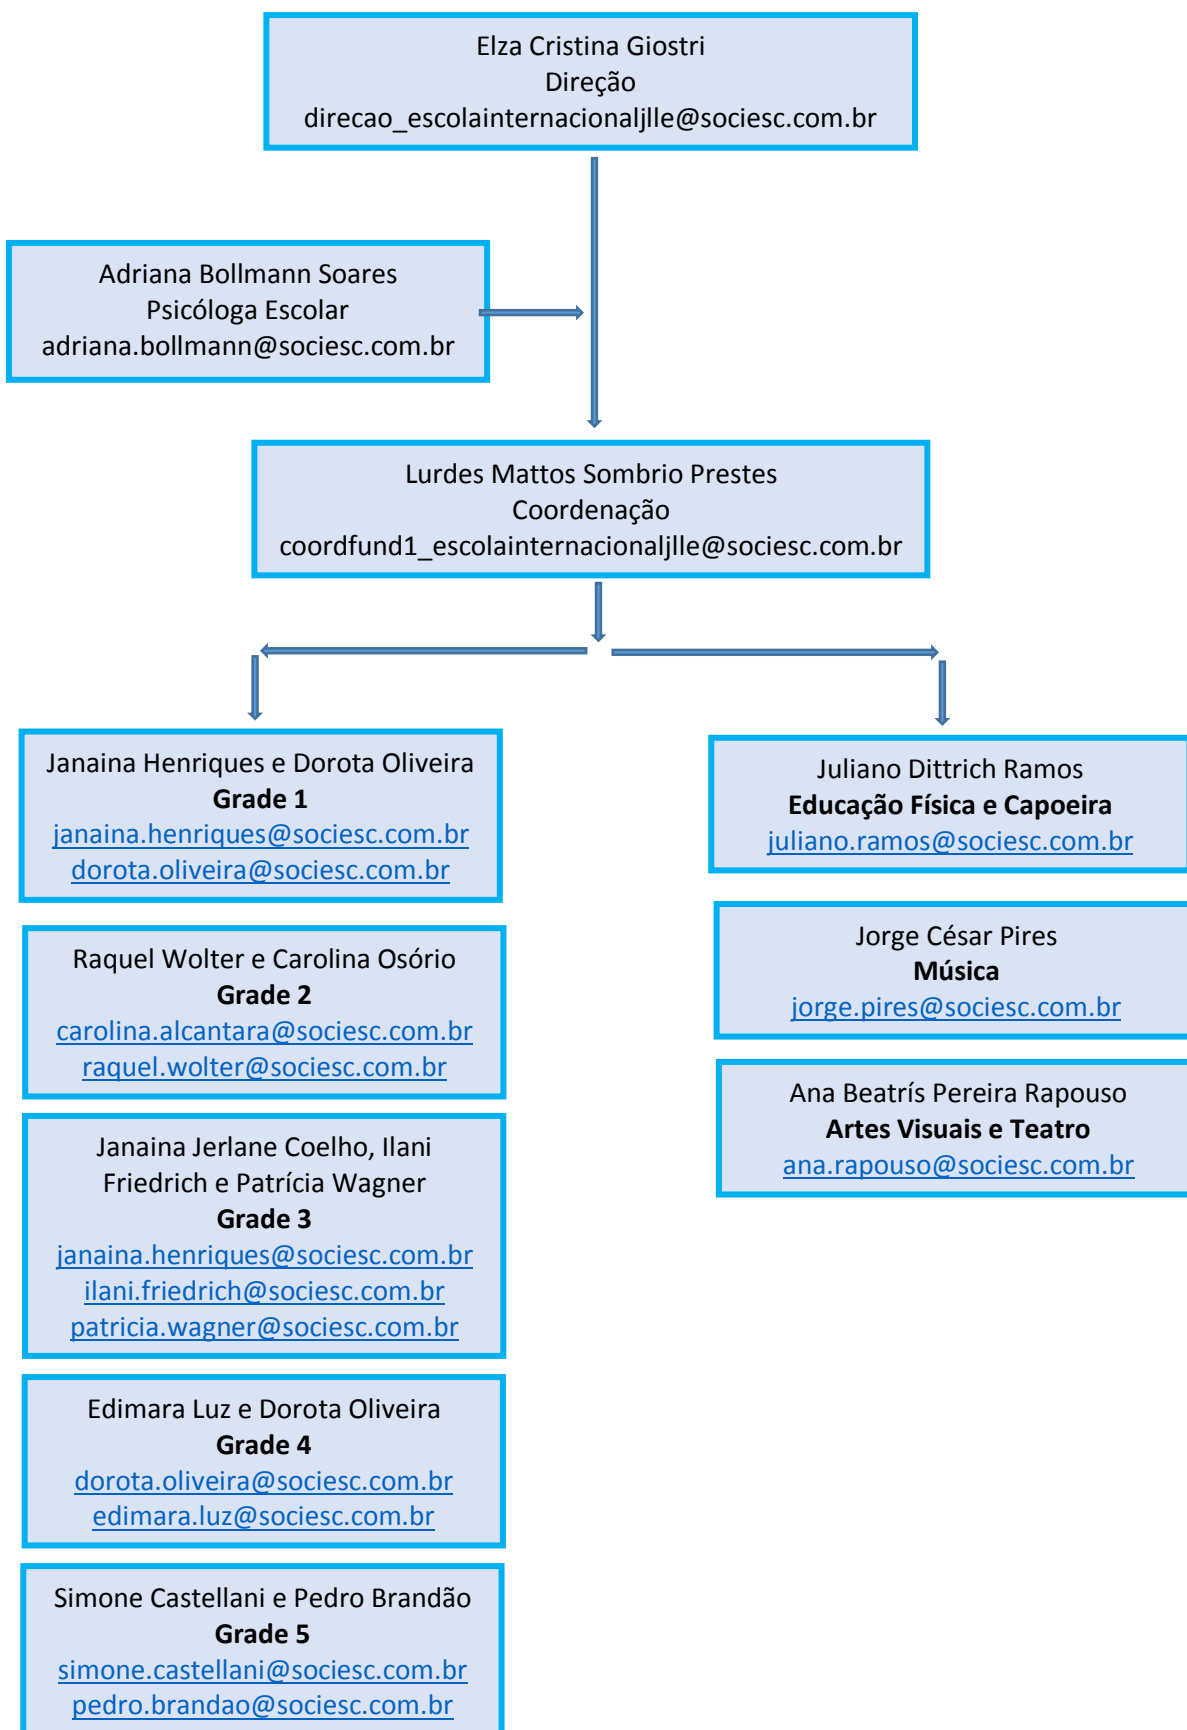 Elza Cristina Giostri
Direção
direcao_escolainternacionaljlle@sociesc.com.br
Adriana Bollmann Soares
Psicóloga Escolar
adriana.bollmann@sociesc.com.br
Lurdes Mattos Sombrio Prestes
Coordenação
coordfund1_escolainternacionaljlle@sociesc.com.br
Janaina Henriques e Dorota Oliveira
Grade 1
janaina.henriques@sociesc.com.br
dorota.oliveira@sociesc.com.br
Raquel Wolter e Carolina Osório
Grade 2
carolina.alcantara@sociesc.com.br
raquel.wolter@sociesc.com.br
Janaina Jerlane Coelho, Ilani
Friedrich e Patrícia Wagner
Grade 3
janaina.henriques@sociesc.com.br
ilani.friedrich@sociesc.com.br
patricia.wagner@sociesc.com.br
Edimara Luz e Dorota Oliveira
Grade 4
dorota.oliveira@sociesc.com.br
edimara.luz@sociesc.com.br
Simone Castellani e Pedro Brandão
Grade 5
simone.castellani@sociesc.com.br
pedro.brandao@sociesc.com.br
Juliano Dittrich Ramos
Educação Física e Capoeira
juliano.ramos@sociesc.com.br
Jorge César Pires
Música
jorge.pires@sociesc.com.br
Ana Beatrís Pereira Rapouso
Artes Visuais e Teatro
ana.rapouso@sociesc.com.br